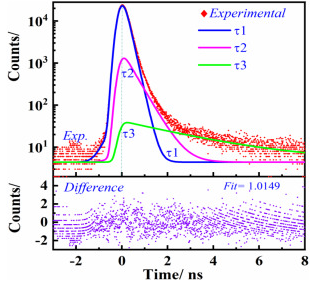 Counts/
10⁴
10³
10²
10¹
Experimental
τ1
τ2
τ3
τ2
τ3
τ1
Exp.
Counts/
4
2
0
-2
Difference
Fit= 1.0149
-2
0
2
4
6
8
Time/ ns